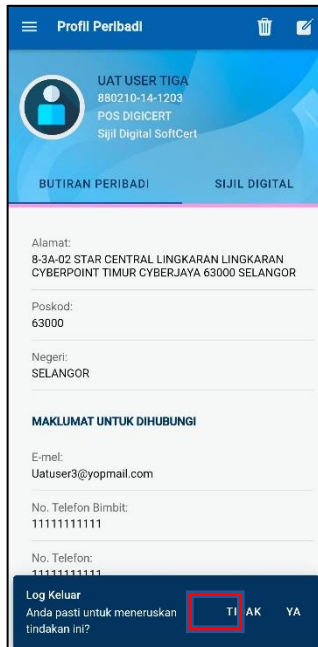 Profil Peribadi
UAT USER TIGA
880210-14-1203
POS DIGICERT
Sijil Digital SoftCert
BUTIRAN PERIBADI
SIJIL DIGITAL
Alamat:
8-3A-02 STAR CENTRAL LINGKARAN LINGKARAN
CYBERPOINT TIMUR CYBERJAYA 63000 SELANGOR
Poskod:
63000
Negeri:
SELANGOR
MAKLUMAT UNTUK DIHUBUNGI
E-mel:
Uatuser3@yopmail.com
No. Telefon Bimbit:
11111111111
No. Telefon:
11111111111
Log Keluar
Anda pasti untuk meneruskan
tindakan ini?
TIDAK
YA